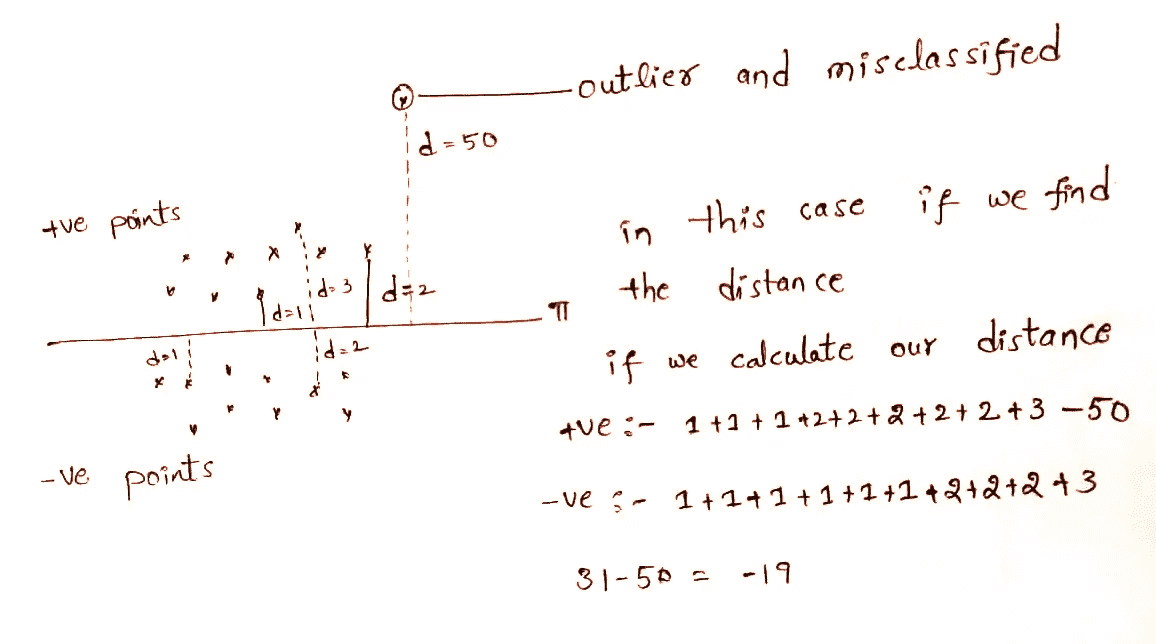 outlier and misclassified
d = 50
+ve points
in this case if we find
the distance
d=3
d=2
d=1
π
d=1
d=2
if we calculate our distance
+ve :- 1+1+1+2+2+2+2+2+3-50
-ve :- 1+1+1+1+1+1+2+2+2+3
-ve points
31-50 = -19